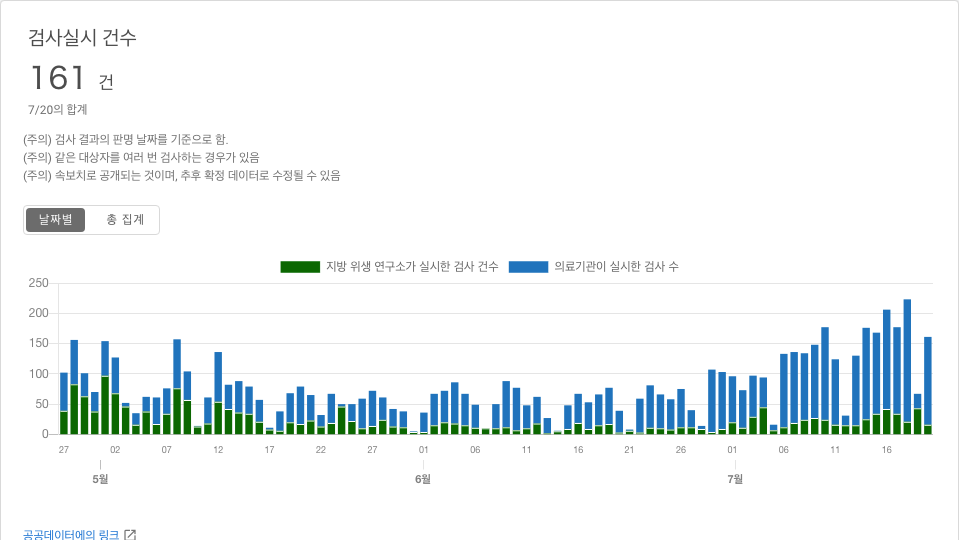 검사실시 건수
161 건
7/20의 합계
(주의) 검사 결과의 판명 날짜를 기준으로 함.
(주의) 같은 대상자를 여러 번 검사하는 경우가 있음
(주의) 속보치로 공개되는 것이며, 추후 확정 데이터로 수정될 수 있음
날짜별 총 집계
지방 위생 연구소가 실시한 검사 건수 의료기관이 실시한 검사 수
250
200
150
100
50
0
27 02 07 12 17 22 27 01 06 11 16 21 26 01 06 11 16
5월 6월 7월
공공데이터에의 링크